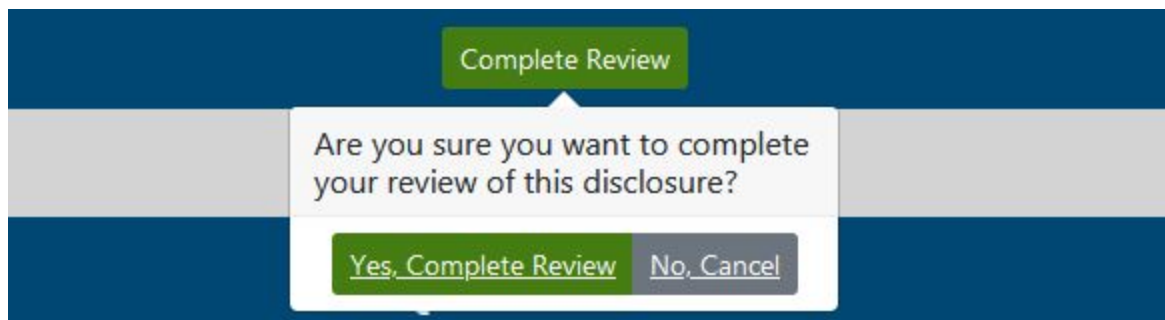 Complete Review
Are you sure you want to complete
your review of this disclosure?
Yes, Complete Review No, Cancel